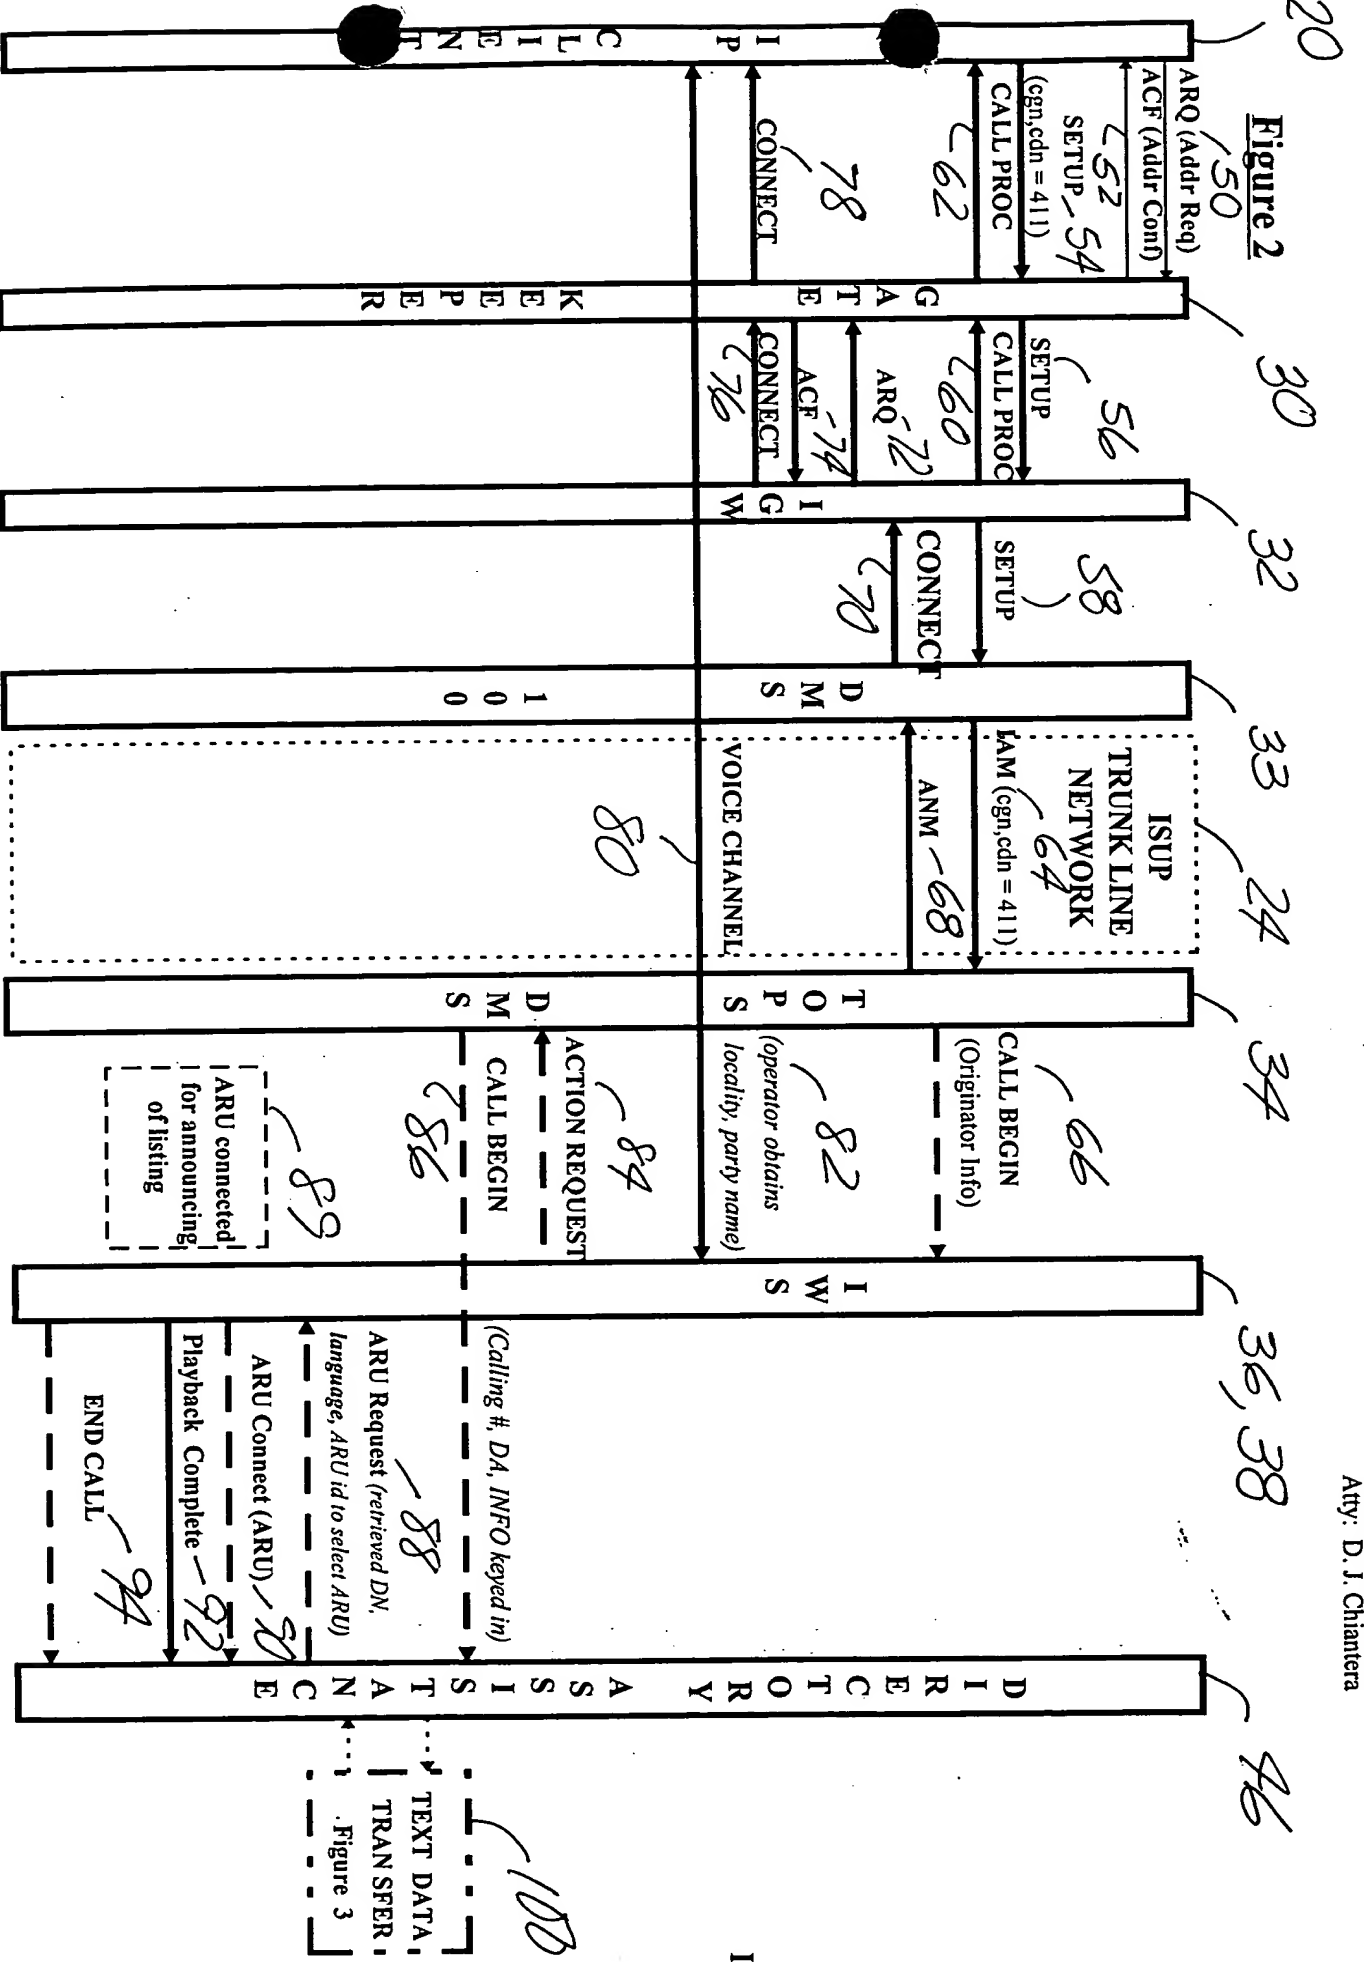 Atty: D. J. Chiantera
Figure 2
20
30
32
33
24
34
36, 38
46
IP CLIENT
GATE KEEPER
IGW
DMS 100
TOPS DMS
IWS
DIRECTORY ASSISTANCE
ISUP
TRUNK LINE
NETWORK
ARQ (Addr Req)
50
ACF (Addr Conf)
52
SETUP 54
(cgn,cdn = 411)
CALL PROC
62
SETUP
56
CALL PROC
60
SETUP
58
IAM (cgn,cdn = 411)
64
CALL BEGIN
(Originator Info)
66
ANM 68
CONNECT
70
ARQ 72
ACF 74
CONNECT
76
CONNECT
78
VOICE CHANNEL
80
(operator obtains
locality, party name)
82
ACTION REQUEST
84
CALL BEGIN
86
(Calling #, DA, INFO keyed in)
ARU Request (retrieved DN,
language, ARU id to select ARU)
88
ARU connected
for announcing
of listing
89
ARU Connect (ARU)
Playback Complete 92
END CALL
94
TEXT DATA
TRANSFER
Figure 3
100
I